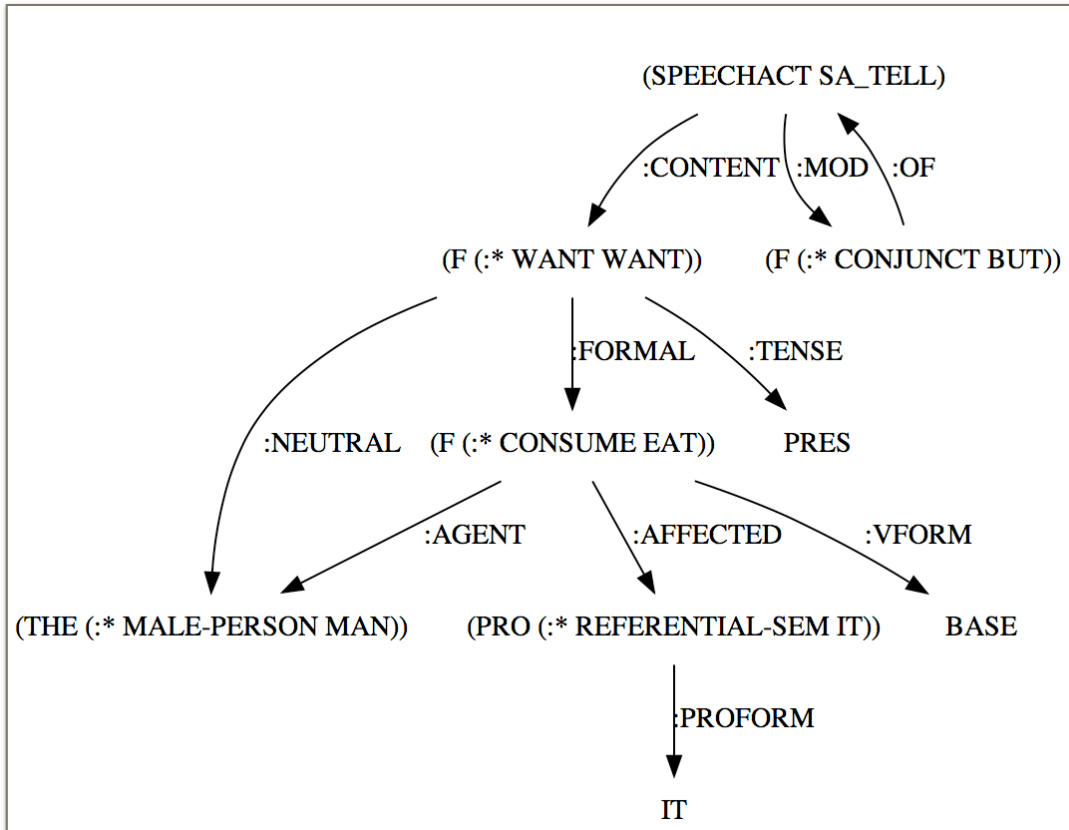 (SPEECHACT SA_TELL)
:CONTENT :MOD :OF
(F (:* WANT WANT)) (F (:* CONJUNCT BUT))
:FORMAL :TENSE
:NEUTRAL (F (:* CONSUME EAT)) PRES
:AGENT :AFFECTED :VFORM
(THE (:* MALE-PERSON MAN)) (PRO (:* REFERENTIAL-SEM IT)) BASE
:PROFORM
IT